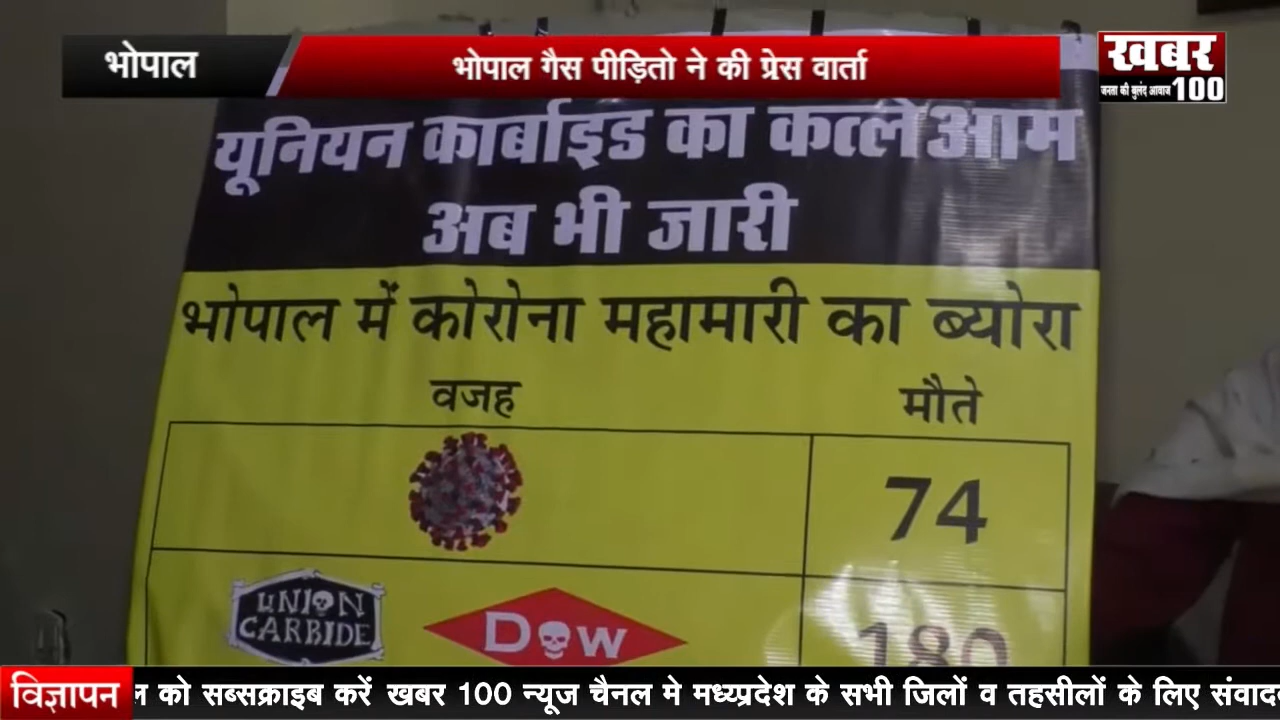 भोपाल
भोपाल गैस पीड़ितो ने की प्रेस वार्ता
खबर
जनता की बुलंद आवाज 100
यूनियन कार्बाइड का कत्लेआम
अब भी जारी
भोपाल में कोरोना महामारी का ब्योरा
वजह मौते
74
UNION
CARBIDE
DOW
180
विज्ञापन
को सब्सक्राइब करें खबर 100 न्यूज चैनल मे मध्यप्रदेश के सभी जिलों व तहसीलों के लिए